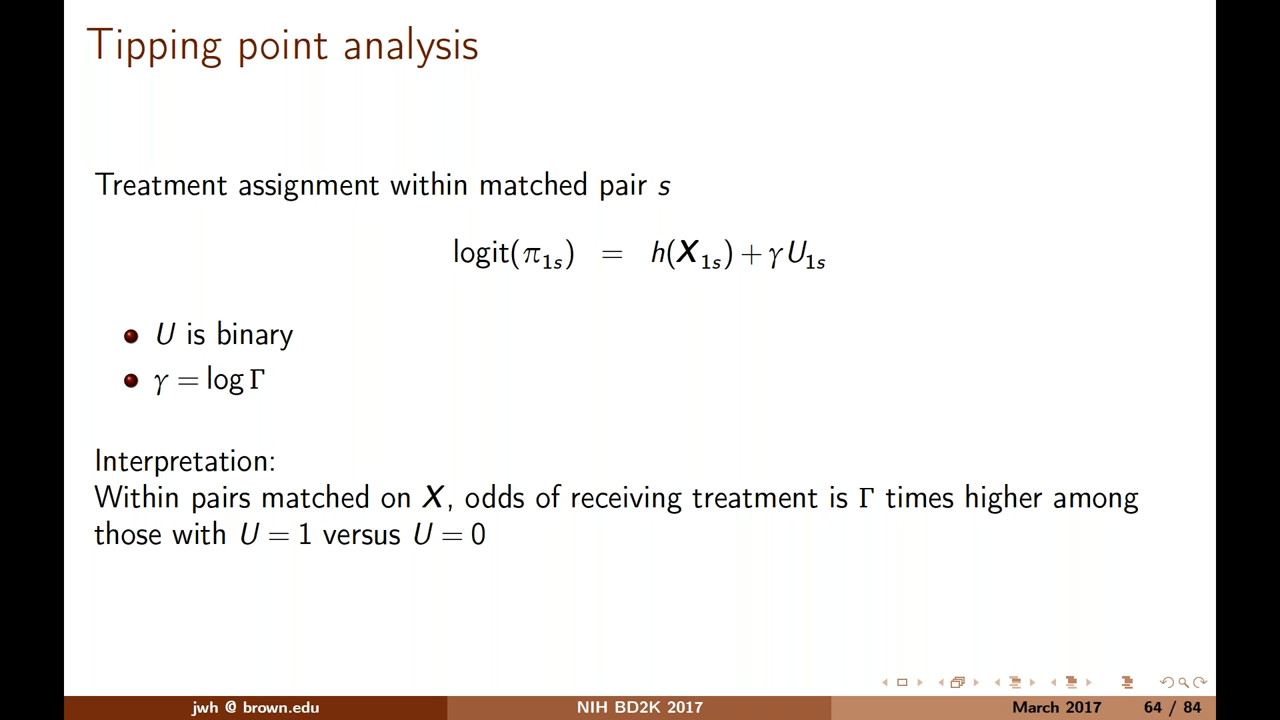 Tipping point analysis
Treatment assignment within matched pair s
logit(π₁ₛ) = h(X₁ₛ) + γU₁ₛ
U is binary
γ = log Γ
Interpretation:
Within pairs matched on X, odds of receiving treatment is Γ times higher among
those with U = 1 versus U = 0
jwh @ brown.edu NIH BD2K 2017 March 2017 64 / 84